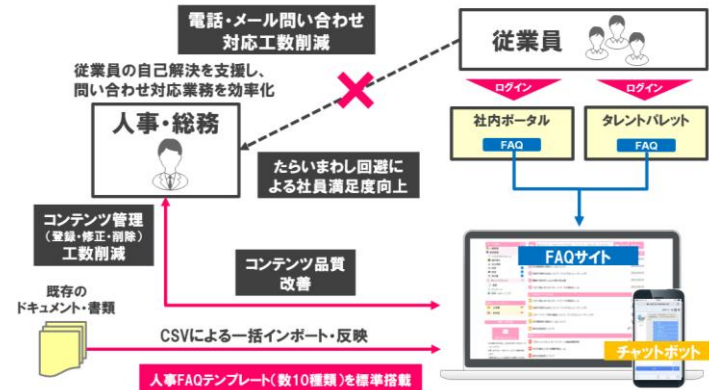 電話・メール問い合わせ
対応工数削減
従業員
従業員の自己解決を支援し、
問い合わせ対応業務を効率化
ログイン
ログイン
人事・総務
社内ポータル
FAQ
タレントパレット
FAQ
たらいまわし回避に
よる社員満足度向上
コンテンツ管理
（登録・修正・削除）
工数削減
コンテンツ品質
改善
FAQサイト
既存の
ドキュメント・書類
CSVによる一括インポート・反映
チャットボット
人事FAQテンプレート（数10種類）を標準搭載